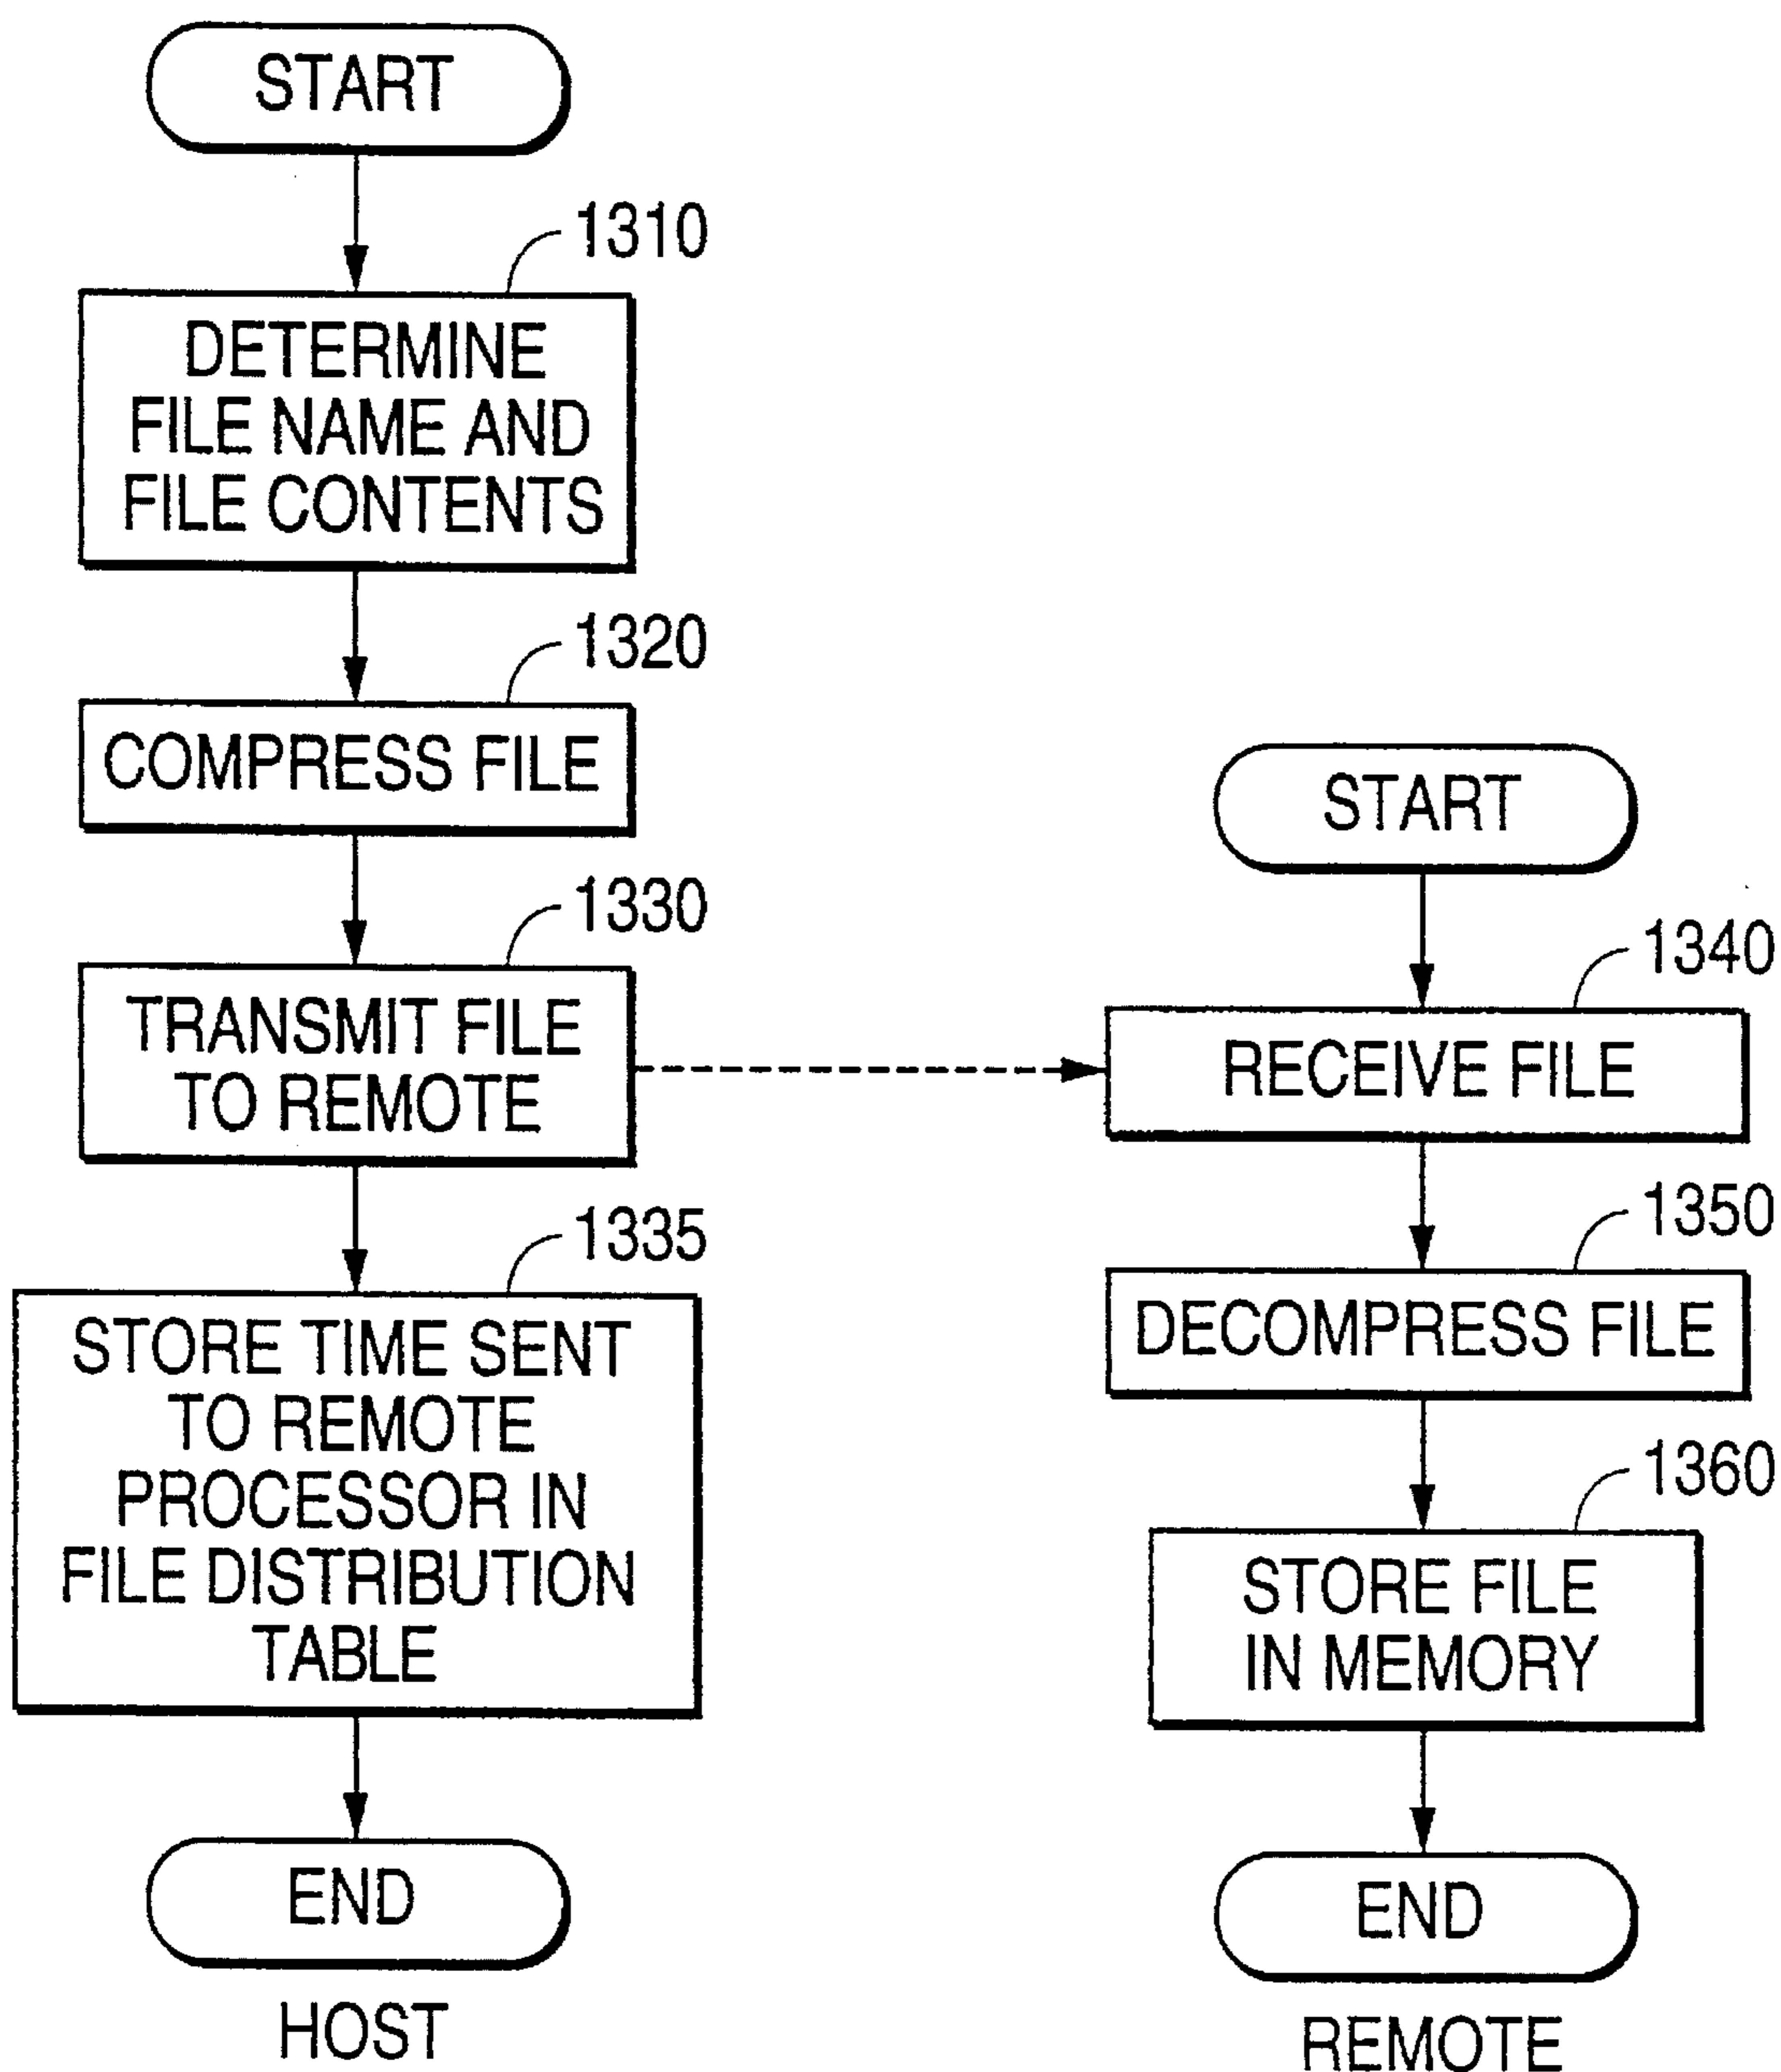 START
1310
DETERMINE
FILE NAME AND
FILE CONTENTS
1320
COMPRESS FILE
1330
TRANSMIT FILE
TO REMOTE
1335
STORE TIME SENT
TO REMOTE
PROCESSOR IN
FILE DISTRIBUTION
TABLE
END
HOST
START
1340
RECEIVE FILE
1350
DECOMPRESS FILE
1360
STORE FILE
IN MEMORY
END
REMOTE